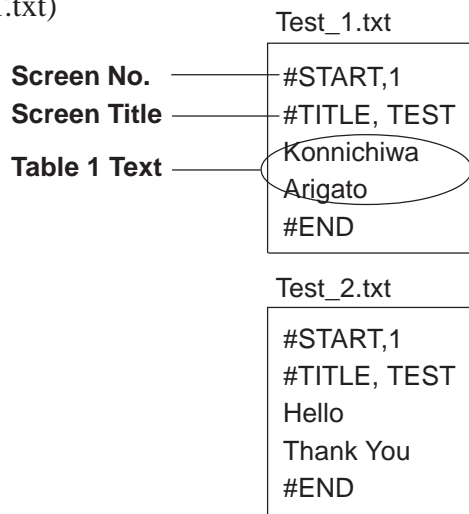 .txt)
Test_1.txt
Screen No.
#START,1
Screen Title
#TITLE, TEST
Table 1 Text
Konnichiwa
Arigato
#END
Test_2.txt
#START,1
#TITLE, TEST
Hello
Thank You
#END